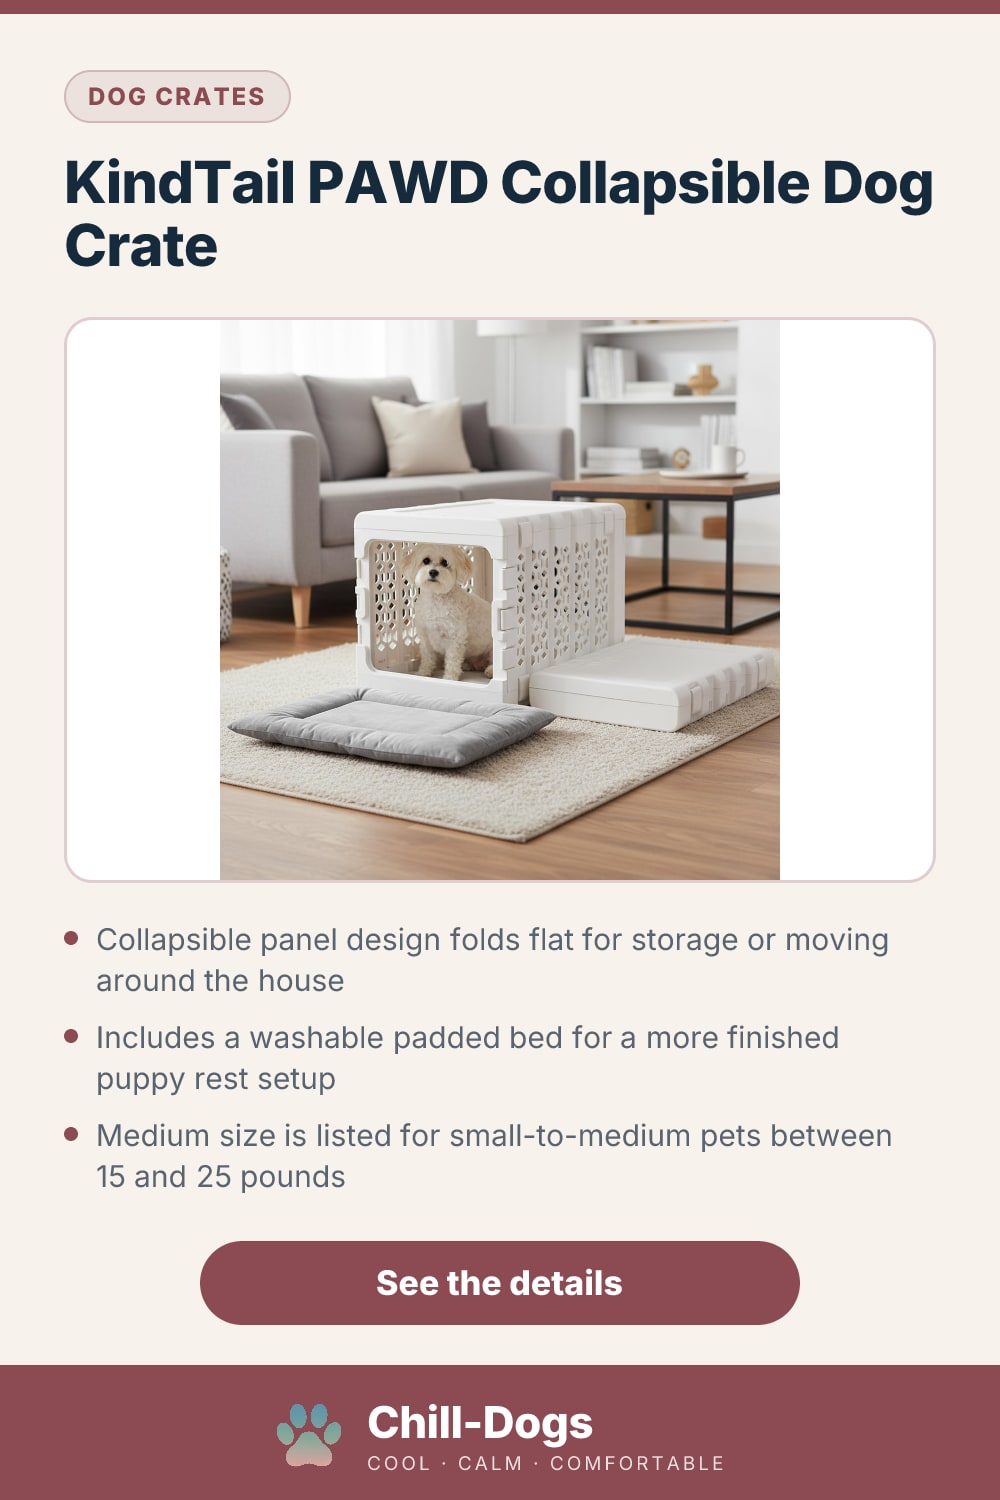 DOG CRATES
KindTail PAWD Collapsible Dog
Crate
Collapsible panel design folds flat for storage or moving
around the house
Includes a washable padded bed for a more finished
puppy rest setup
Medium size is listed for small-to-medium pets between
15 and 25 pounds
See the details
Chill-Dogs
COOL · CALM · COMFORTABLE